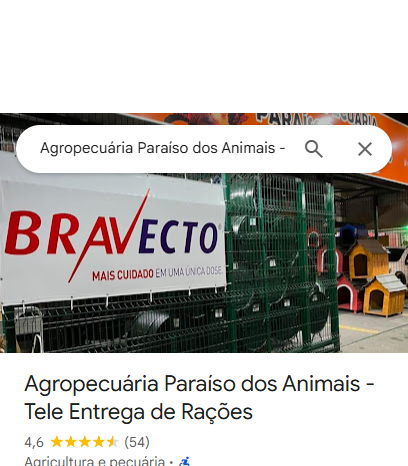 Agropecuária Paraíso dos Animais -
BRAVECTO
MAIS CUIDADO EM UMA ÚNICA DOSE.
Agropecuária Paraíso dos Animais -
Tele Entrega de Rações
4,6 (54)
Agricultura e pecuária ·